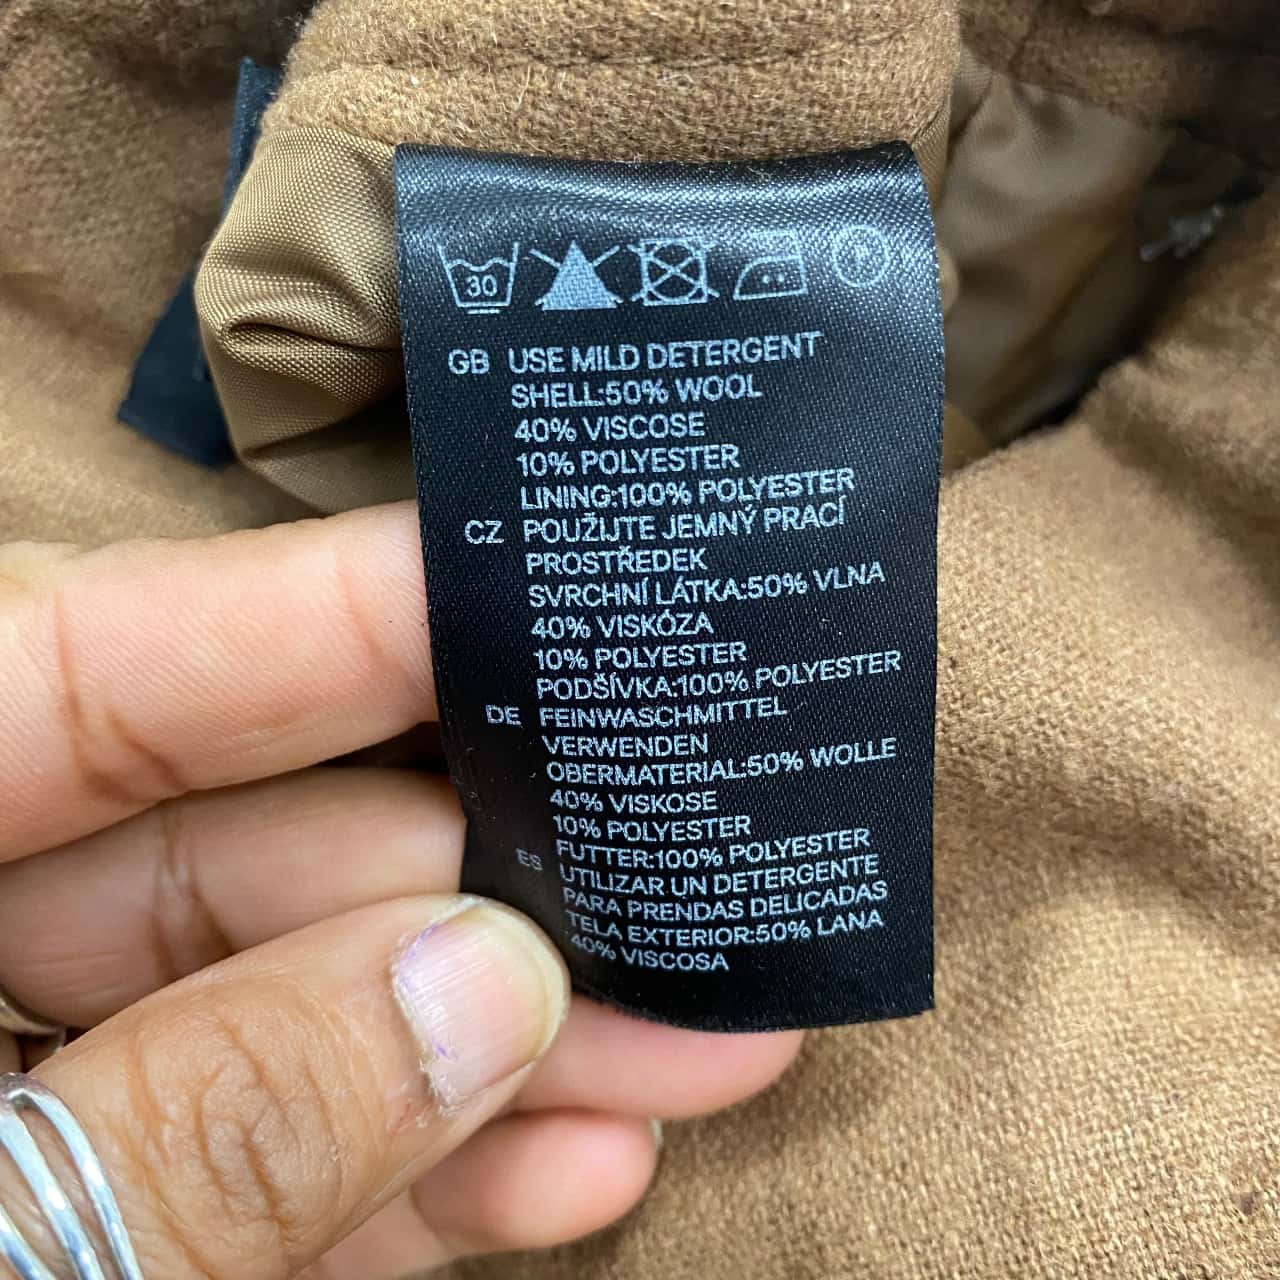 30 P
GB USE MILD DETERGENT
SHELL:50% WOOL
40% VISCOSE
10% POLYESTER
LINING:100% POLYESTER
CZ POUŽIJTE JEMNÝ PRACÍ
PROSTŘEDEK
SVRCHNÍ LÁTKA:50% VLNA
40% VISKÓZA
10% POLYESTER
PODŠÍVKA:100% POLYESTER
DE FEINWASCHMITTEL
VERWENDEN
OBERMATERIAL:50% WOLLE
40% VISKOSE
10% POLYESTER
FUTTER:100% POLYESTER
ES UTILIZAR UN DETERGENTE
PARA PRENDAS DELICADAS
TELA EXTERIOR:50% LANA
40% VISCOSA